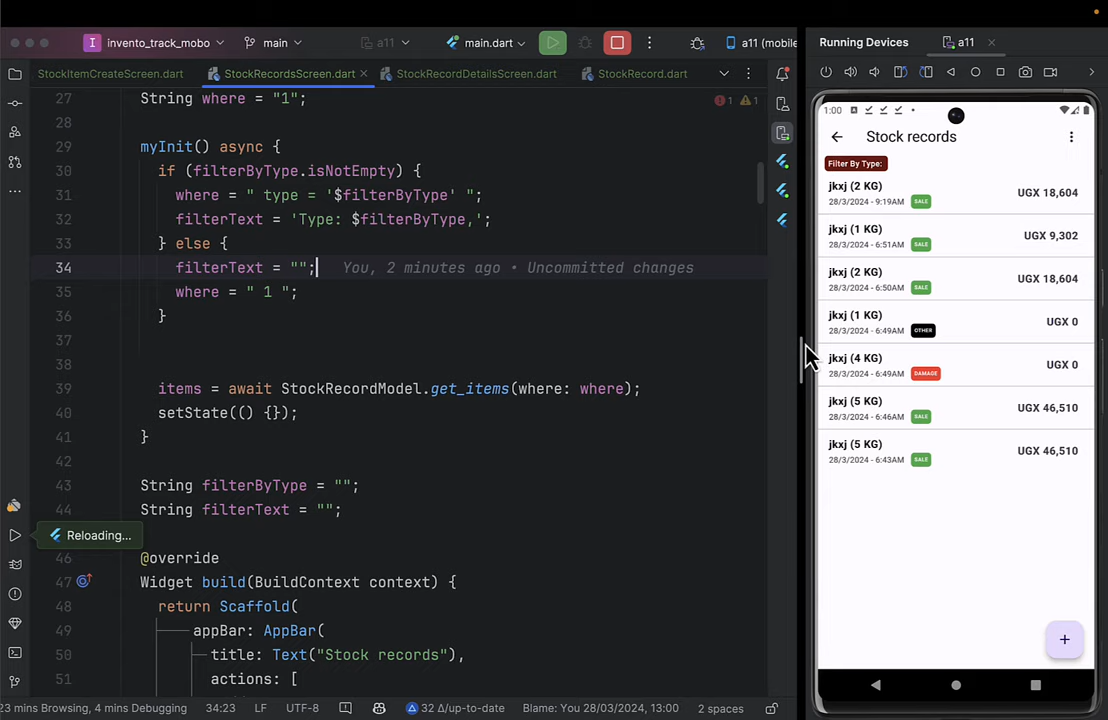 invento_track_mobo
main
a11
main.dart
a11 (mobile
Running Devices
a11
StockItemCreateScreen.dart
StockRecordsScreen.dart
StockRecordDetailsScreen.dart
StockRecord.dart
27 String where = "1";
1 1
28
29 myInit() async {
30 if (filterByType.isNotEmpty) {
31 where = " type = '$filterByType' ";
32 filterText = 'Type: $filterByType,';
33 } else {
34 filterText = ""; You, 2 minutes ago • Uncommitted changes
35 where = " 1 ";
36 }
37
38
39 items = await StockRecordModel.get_items(where: where);
40 setState(() {});
41 }
42
43 String filterByType = "";
44 String filterText = "";
Reloading...
46 @override
47 Widget build(BuildContext context) {
48 return Scaffold(
49 appBar: AppBar(
50 title: Text("Stock records"),
51 actions: [
23 mins Browsing, 4 mins Debugging
34:23
LF
UTF-8
32 Δ/up-to-date
Blame: You 28/03/2024, 13:00
2 spaces
1:00
Stock records
Filter By Type:
jkxj (2 KG)
UGX 18,604
28/3/2024 - 9:19AM SALE
jkxj (1 KG)
UGX 9,302
28/3/2024 - 6:51AM SALE
jkxj (2 KG)
UGX 18,604
28/3/2024 - 6:50AM SALE
jkxj (1 KG)
UGX 0
28/3/2024 - 6:49AM OTHER
jkxj (4 KG)
UGX 0
28/3/2024 - 6:49AM DAMAGE
jkxj (5 KG)
UGX 46,510
28/3/2024 - 6:46AM SALE
jkxj (5 KG)
UGX 46,510
28/3/2024 - 6:43AM SALE